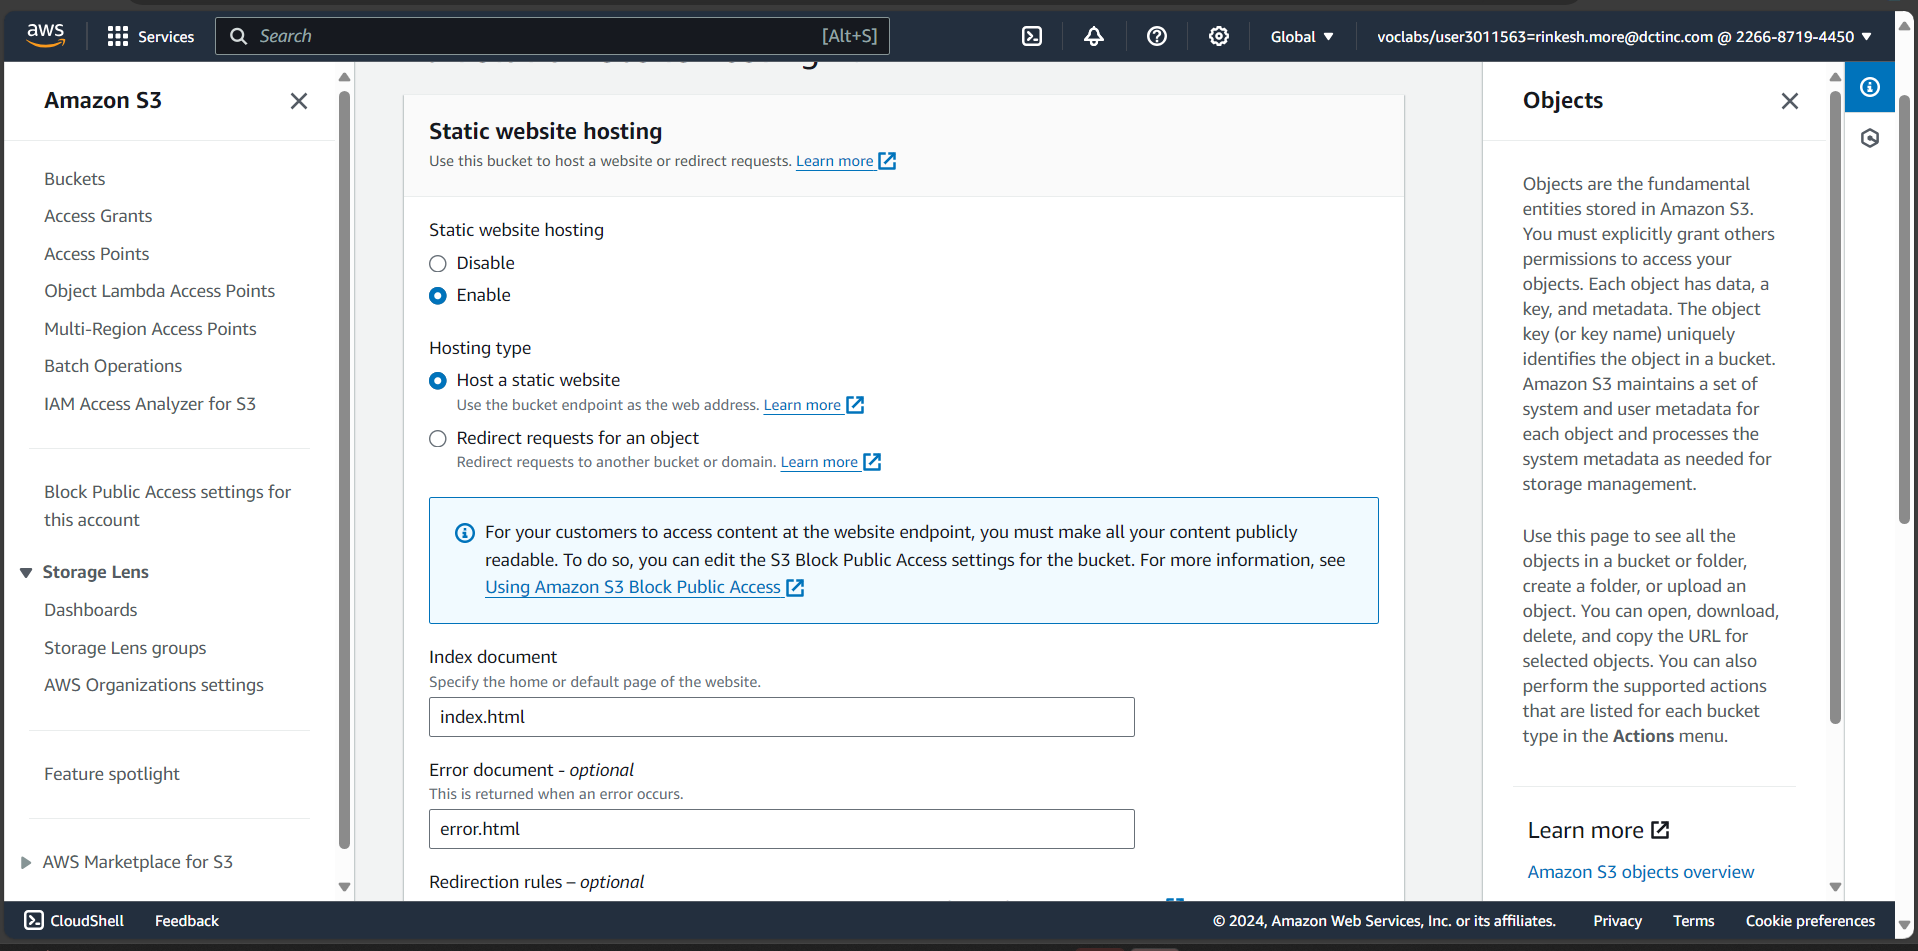 aws
Services
Search
[Alt+S]
Global
voclabs/user3011563=rinkesh.more@dctinc.com @ 2266-8719-4450
Amazon S3
Buckets
Access Grants
Access Points
Object Lambda Access Points
Multi-Region Access Points
Batch Operations
IAM Access Analyzer for S3
Block Public Access settings for
this account
Storage Lens
Dashboards
Storage Lens groups
AWS Organizations settings
Feature spotlight
AWS Marketplace for S3
Static website hosting
Use this bucket to host a website or redirect requests. Learn more
Static website hosting
Disable
Enable
Hosting type
Host a static website
Use the bucket endpoint as the web address. Learn more
Redirect requests for an object
Redirect requests to another bucket or domain. Learn more
For your customers to access content at the website endpoint, you must make all your content publicly
readable. To do so, you can edit the S3 Block Public Access settings for the bucket. For more information, see
Using Amazon S3 Block Public Access
Index document
Specify the home or default page of the website.
index.html
Error document - optional
This is returned when an error occurs.
error.html
Redirection rules – optional
Objects
Objects are the fundamental
entities stored in Amazon S3.
You must explicitly grant others
permissions to access your
objects. Each object has data, a
key, and metadata. The object
key (or key name) uniquely
identifies the object in a bucket.
Amazon S3 maintains a set of
system and user metadata for
each object and processes the
system metadata as needed for
storage management.
Use this page to see all the
objects in a bucket or folder,
create a folder, or upload an
object. You can open, download,
delete, and copy the URL for
selected objects. You can also
perform the supported actions
that are listed for each bucket
type in the Actions menu.
Learn more
Amazon S3 objects overview
CloudShell
Feedback
© 2024, Amazon Web Services, Inc. or its affiliates.
Privacy
Terms
Cookie preferences